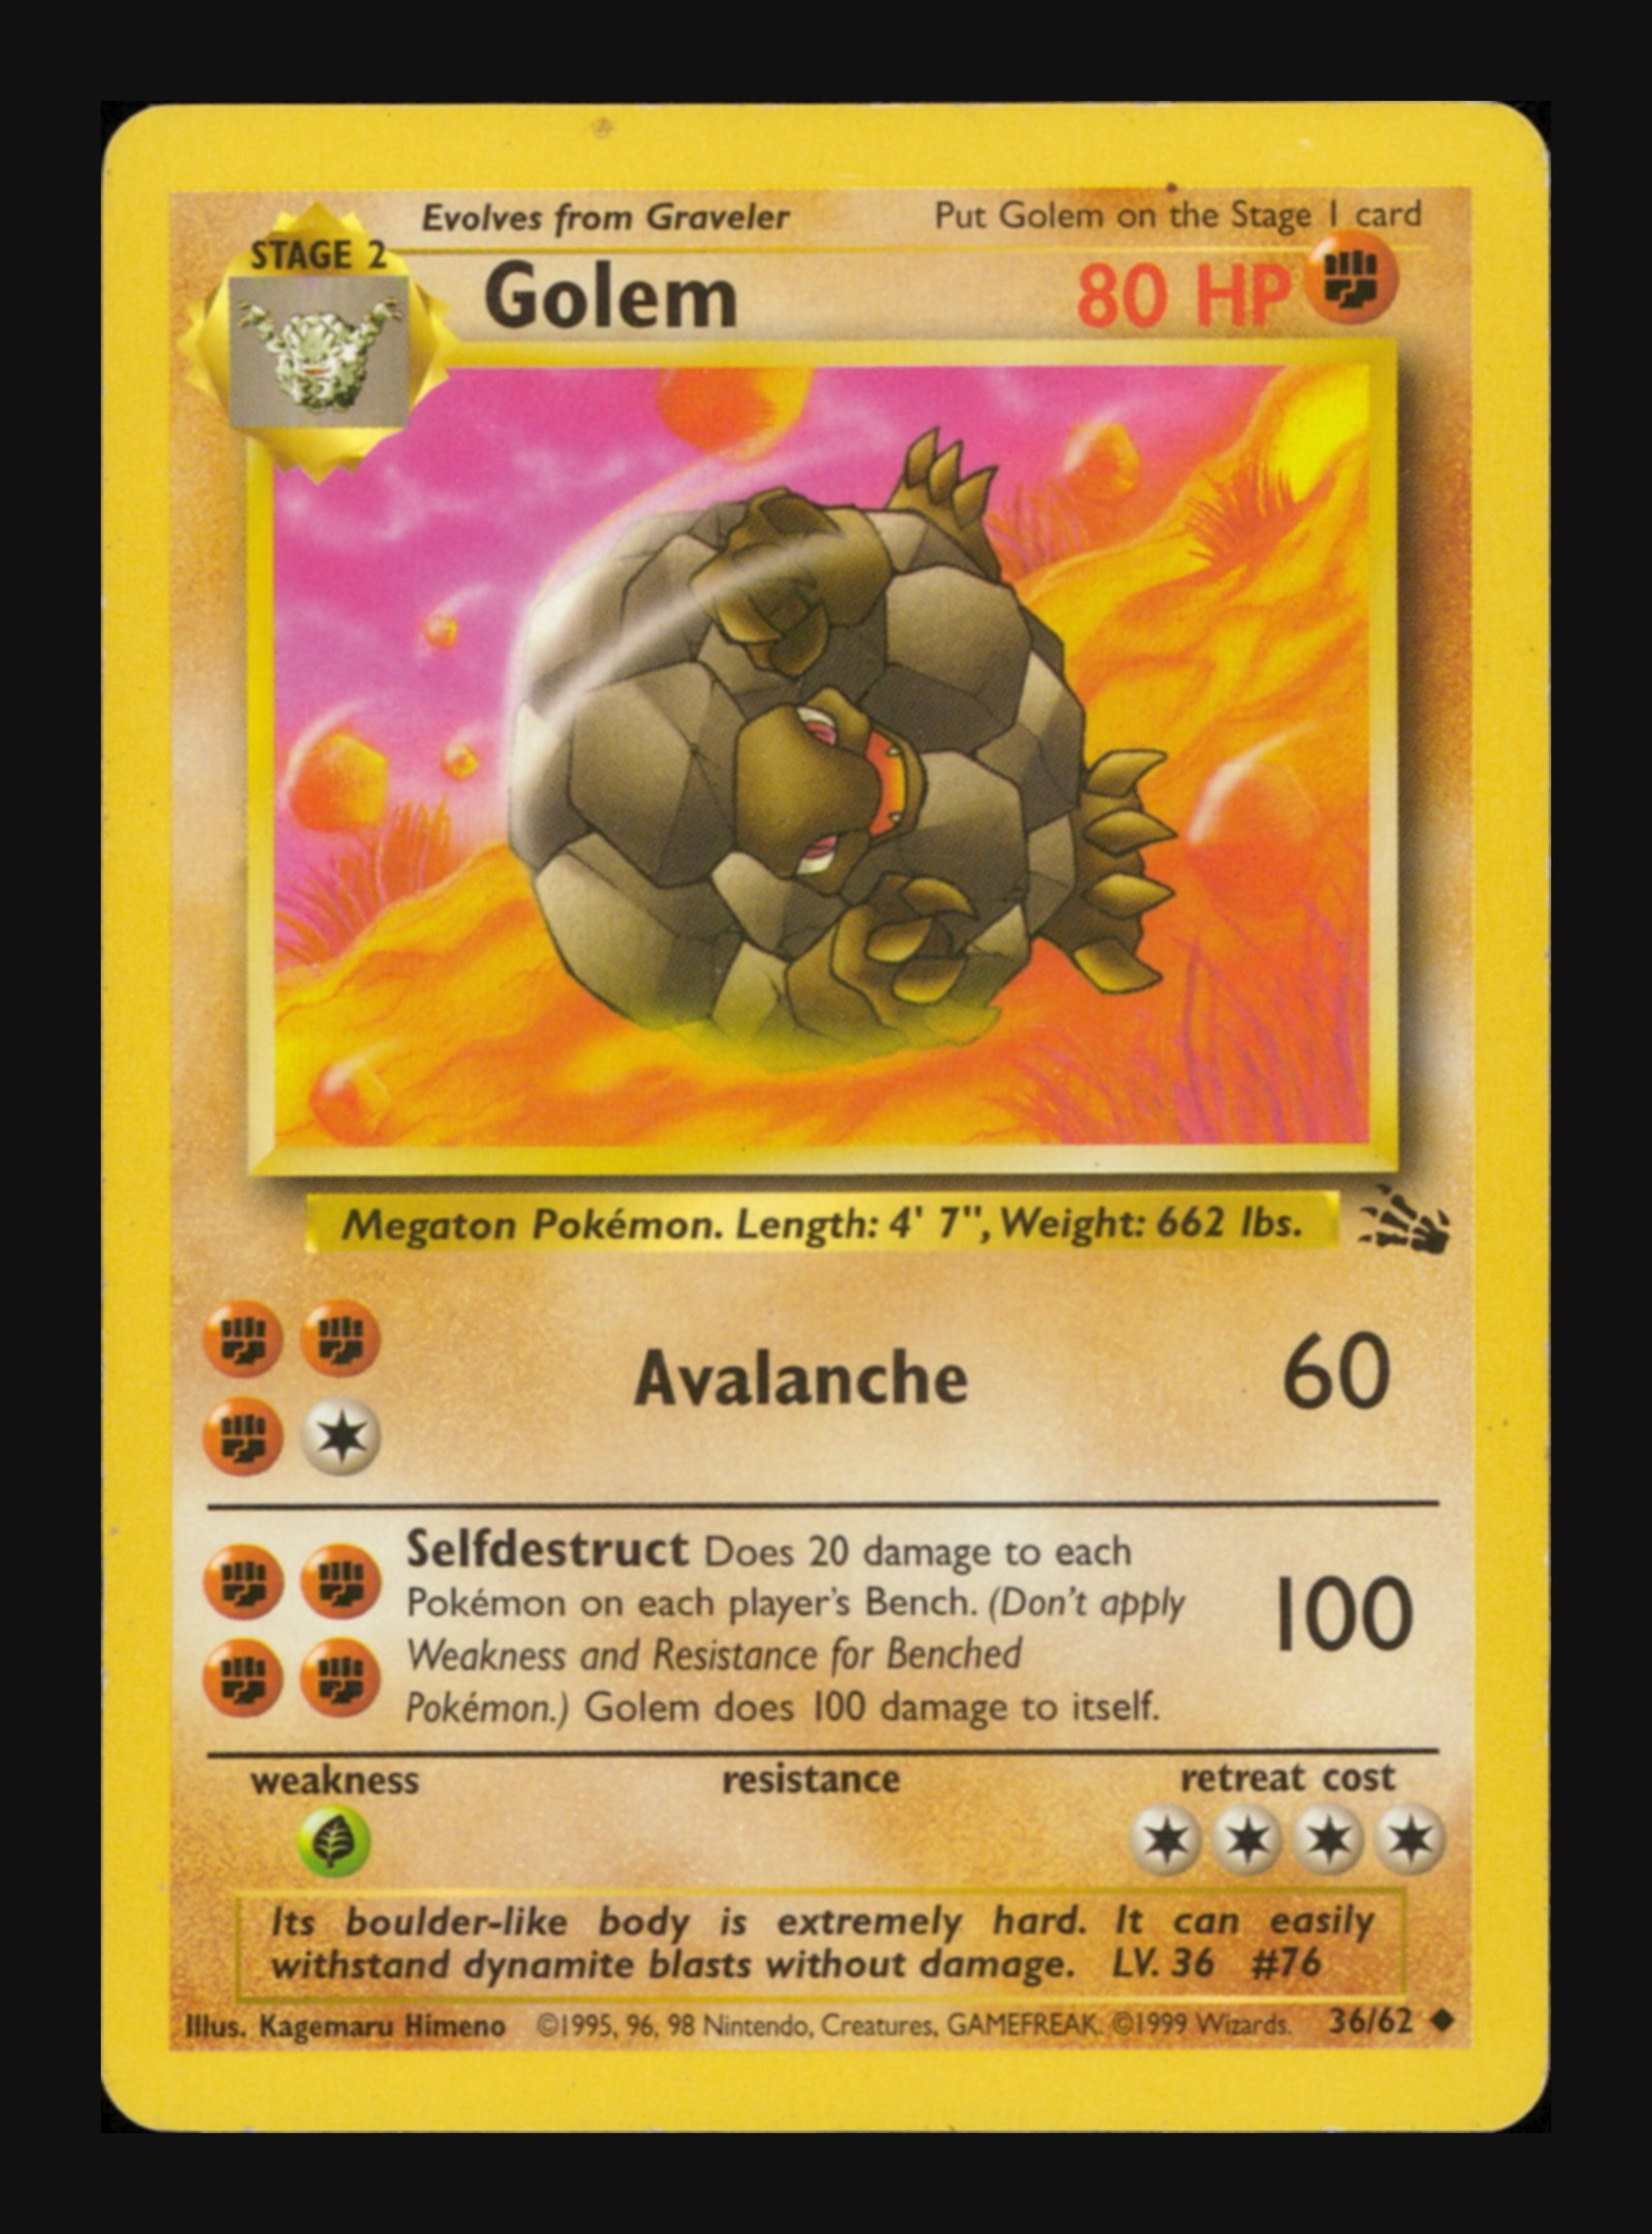 Evolves from Graveler Put Golem on the Stage 1 card
STAGE 2
Golem 80 HP
Megaton Pokémon. Length: 4' 7", Weight: 662 lbs.
Avalanche 60
Selfdestruct Does 20 damage to each
Pokémon on each player's Bench. (Don't apply
Weakness and Resistance for Benched
Pokémon.) Golem does 100 damage to itself.
100
weakness resistance retreat cost
Its boulder-like body is extremely hard. It can easily
withstand dynamite blasts without damage. LV. 36 #76
Illus. Kagemaru Himeno ©1995, 96, 98 Nintendo, Creatures, GAMEFREAK. ©1999 Wizards. 36/62